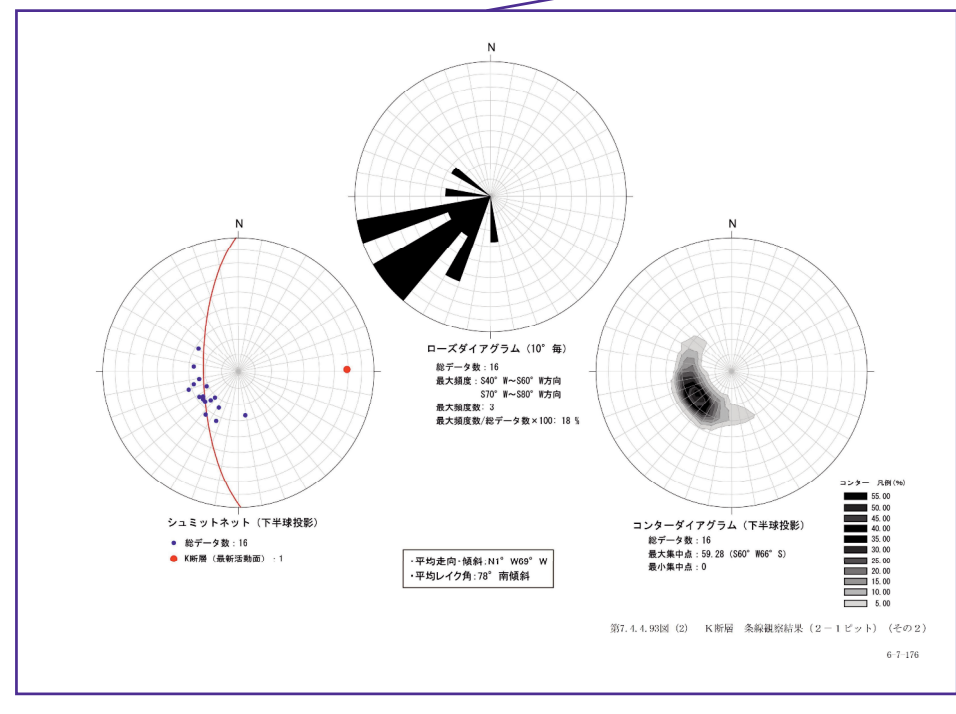 N
ローズダイアグラム (10° 毎)
総データ数 : 16
最大頻度 : S40° W～S60° W方向
S70° W～S80° W方向
最大頻度数: 3
最大頻度数/総データ数×100: 18 %
N
シュミットネット (下半球投影)
総データ数 : 16
K断層 (最新活動面) : 1
N
コンターダイアグラム (下半球投影)
総データ数 : 16
最大集中点 : 59.28 (S60° W66° S)
最小集中点 : 0
コンター 凡例(%)
55.00
50.00
45.00
40.00
35.00
30.00
25.00
20.00
15.00
10.00
5.00
・平均走向・傾斜:N1° W69° W
・平均レイク角:78° 南傾斜
第7.4.4.93図 (2) K断層 条線観察結果 (2-1ピット) (その2)
6-7-176